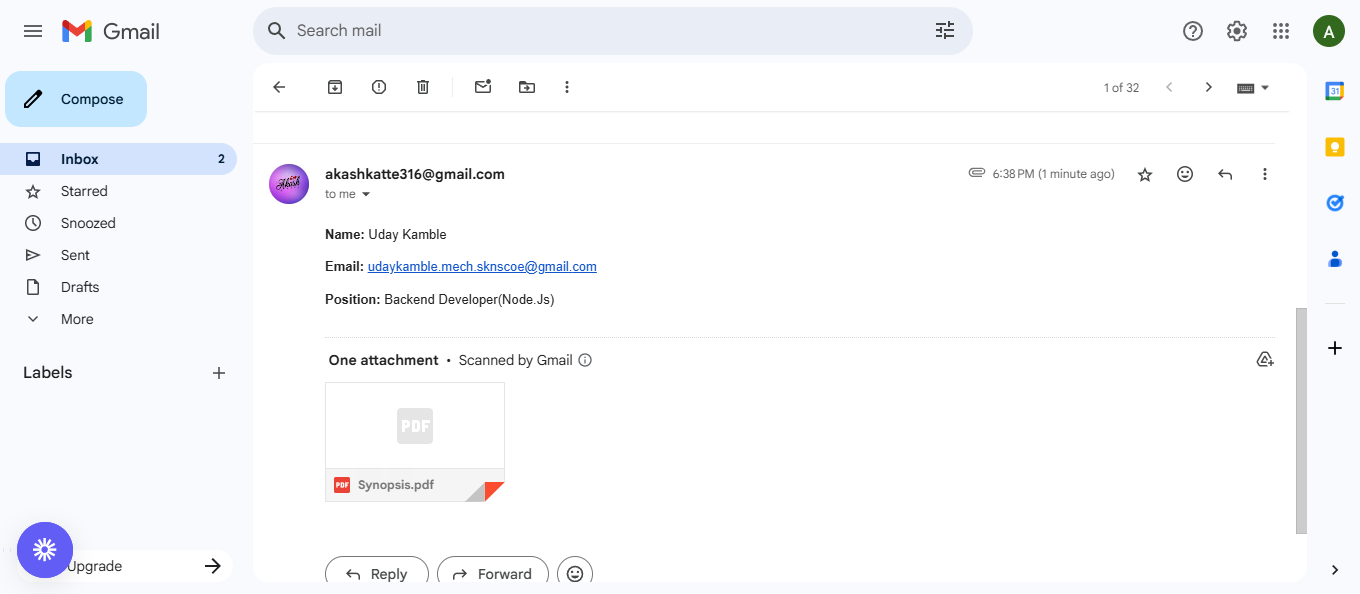 Gmail
Search mail
A
Compose
1 of 32
31
Inbox 2
akashkatte316@gmail.com
6:38 PM (1 minute ago)
to me
Starred
Snoozed
Sent
Drafts
More
Labels
Name: Uday Kamble
Email: udaykamble.mech.sknscoe@gmail.com
Position: Backend Developer(Node.Js)
One attachment • Scanned by Gmail
PDF
PDF Synopsis.pdf
Upgrade
Reply
Forward